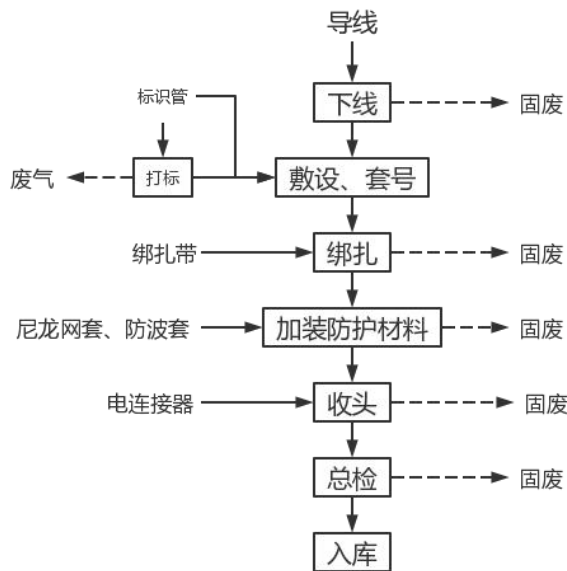 导线
标识管
下线
固废
废气
打标
敷设、套号
绑扎带
绑扎
固废
尼龙网套、防波套
加装防护材料
固废
电连接器
收头
固废
总检
固废
入库